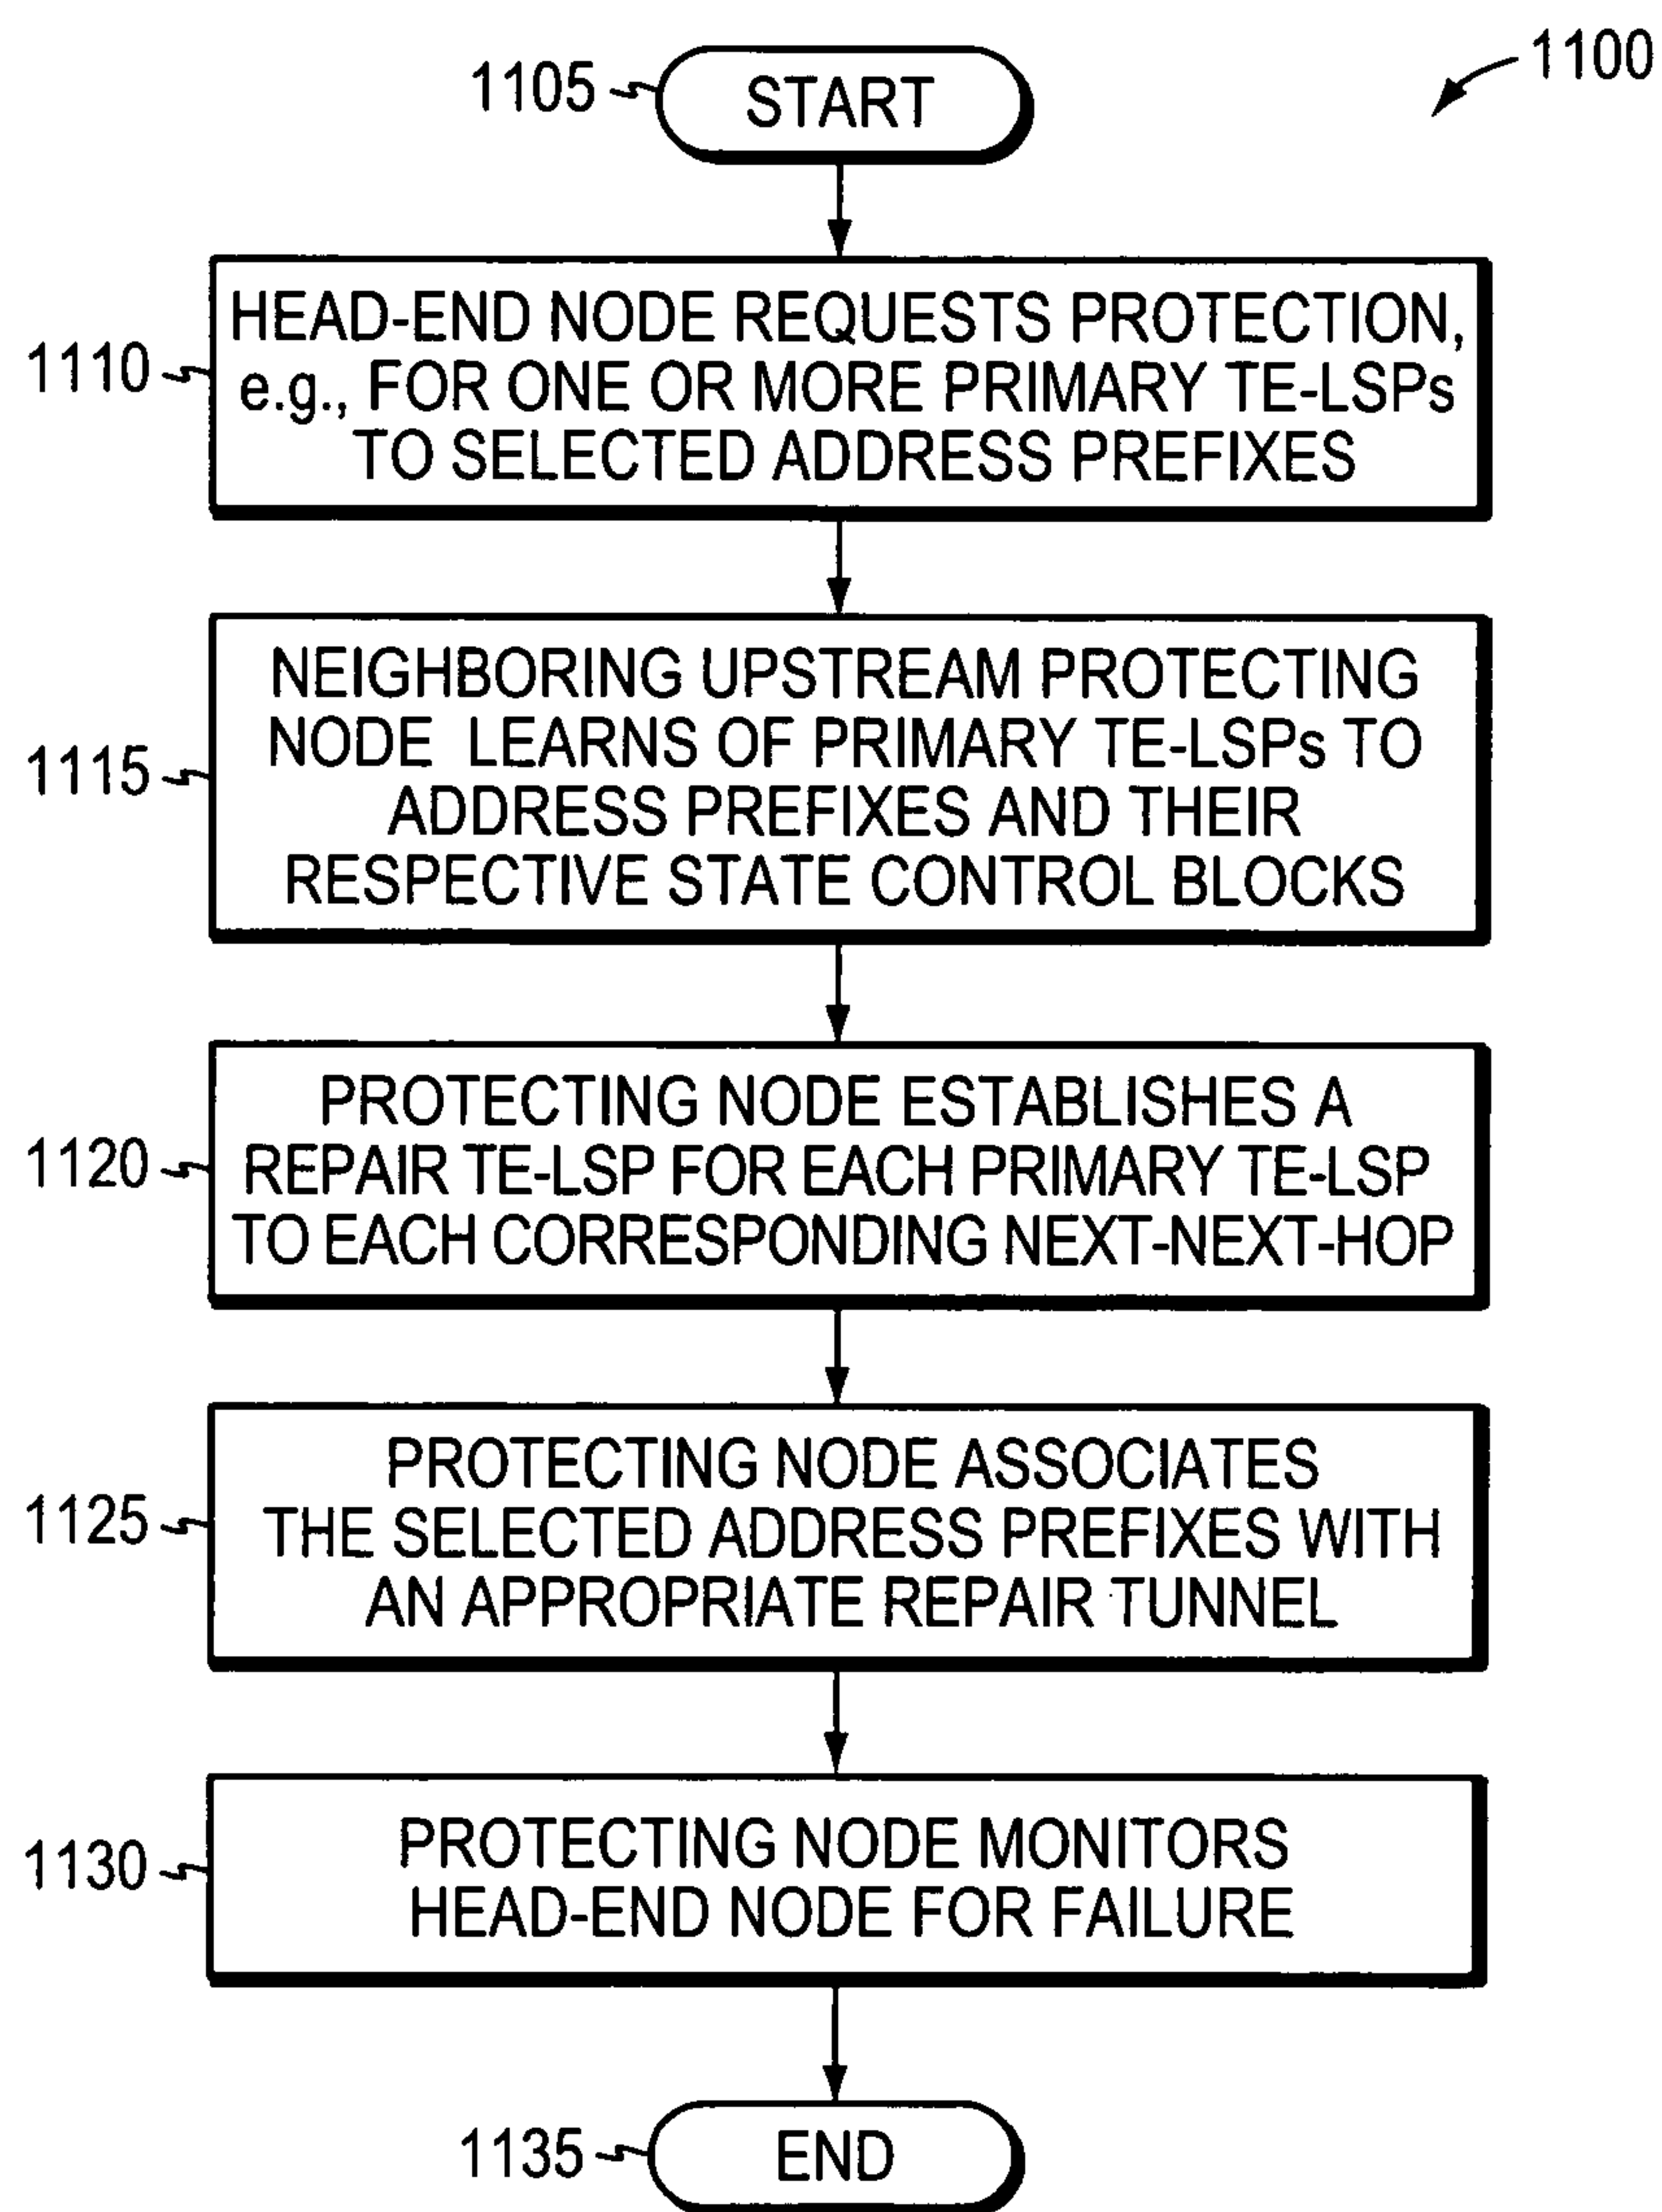 1100
1105
START
1110
HEAD-END NODE REQUESTS PROTECTION,
e.g., FOR ONE OR MORE PRIMARY TE-LSPs
TO SELECTED ADDRESS PREFIXES
1115
NEIGHBORING UPSTREAM PROTECTING
NODE LEARNS OF PRIMARY TE-LSPs TO
ADDRESS PREFIXES AND THEIR
RESPECTIVE STATE CONTROL BLOCKS
1120
PROTECTING NODE ESTABLISHES A
REPAIR TE-LSP FOR EACH PRIMARY TE-LSP
TO EACH CORRESPONDING NEXT-NEXT-HOP
1125
PROTECTING NODE ASSOCIATES
THE SELECTED ADDRESS PREFIXES WITH
AN APPROPRIATE REPAIR TUNNEL
1130
PROTECTING NODE MONITORS
HEAD-END NODE FOR FAILURE
1135
END